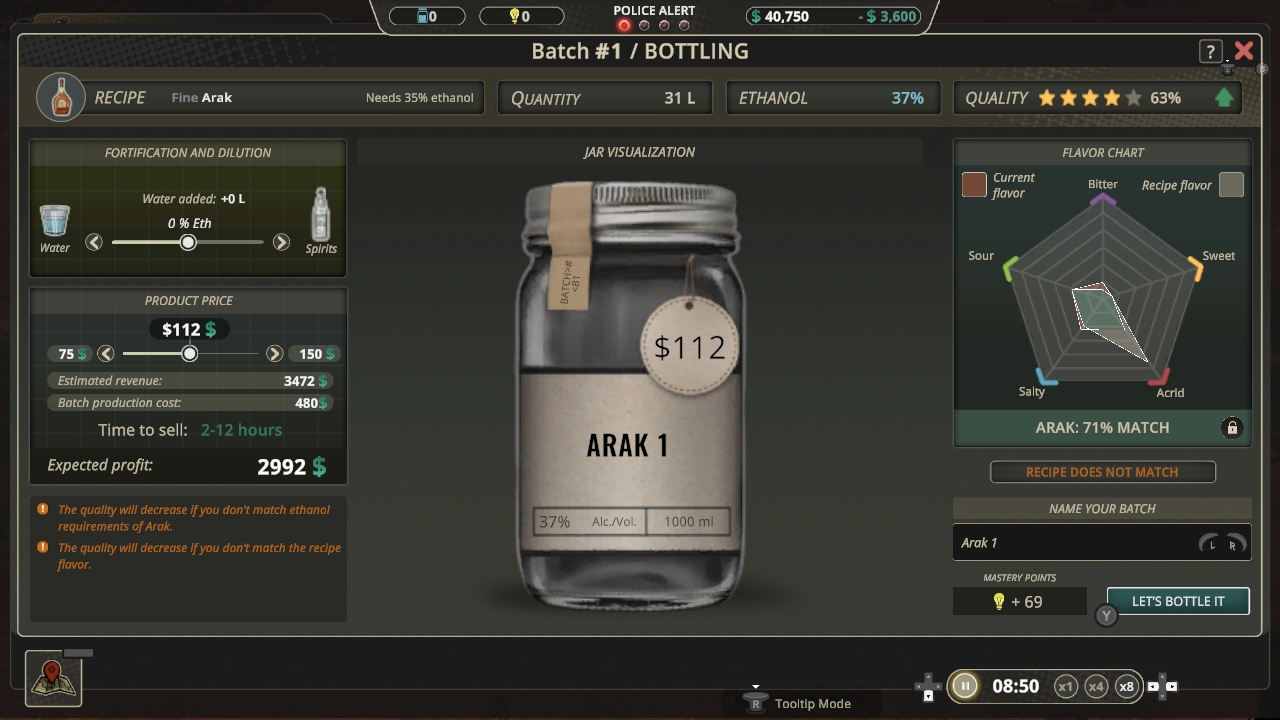 0
0
POLICE ALERT
$ 40,750
- $ 3,600
Batch #1 / BOTTLING
?
RECIPE
Fine Arak
Needs 35% ethanol
QUANTITY
31 L
ETHANOL
37%
QUALITY
63%
FORTIFICATION AND DILUTION
Water added: +0 L
0 % Eth
Water
Spirits
PRODUCT PRICE
$112 $
75 $
150 $
Estimated revenue:
3472 $
Batch production cost:
480$
Time to sell: 2-12 hours
Expected profit:
2992 $
The quality will decrease if you don't match ethanol
requirements of Arak.
The quality will decrease if you don't match the recipe
flavor.
JAR VISUALIZATION
BATCH>#
<B1
$112
ARAK 1
37%
Alc./Vol.
1000 ml
FLAVOR CHART
Current
flavor
Recipe flavor
Bitter
Sour
Sweet
Salty
Acrid
ARAK: 71% MATCH
RECIPE DOES NOT MATCH
NAME YOUR BATCH
Arak 1
L
R
MASTERY POINTS
+ 69
LET'S BOTTLE IT
Y
08:50
x1
x4
x8
R
Tooltip Mode